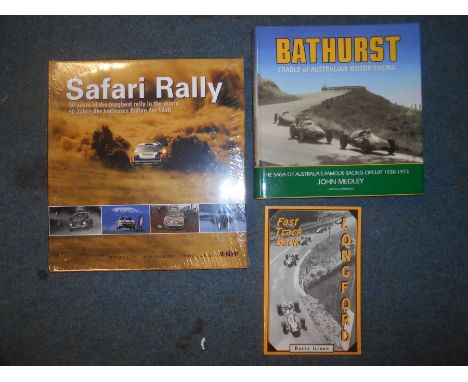 Safari Rally
50 years of the toughest rally in the world
50 Jahre der härtesten Rallye der Welt
BATHURST
CRADLE of AUSTRALIAN MOTOR RACING
THE SAGA OF AUSTRALIA'S FAMOUS RACING CIRCUIT 1938-1973
JOHN MEDLEY
Fast
Track
Back
LONGFORD
Barry Green